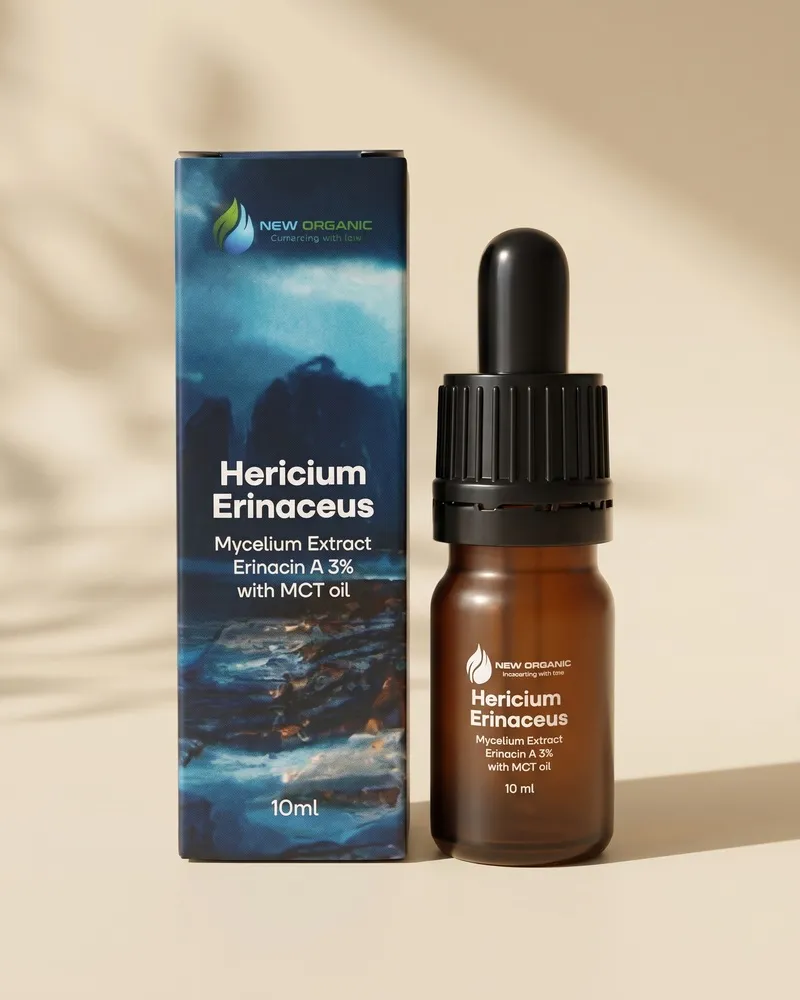 NEW ORGANIC
Hericium
Erinaceus
Mycelium Extract
Erinacin A 3%
with MCT oil
10ml
NEW ORGANIC
with
Hericium
Erinaceus
Mycelium Extract
Erinacin A 3%
with MCT oil
10 ml